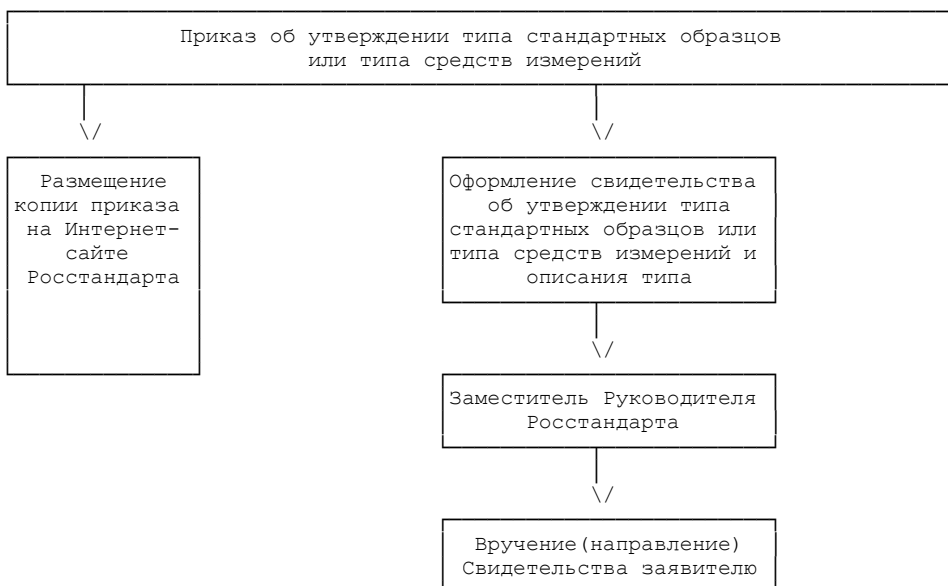 Приказ об утверждении типа стандартных образцов
или типа средств измерений
Размещение
копии приказа
на Интернет-
сайте
Росстандарта
Оформление свидетельства
об утверждении типа
стандартных образцов или
типа средств измерений и
описания типа
Заместитель Руководителя
Росстандарта
Вручение(направление)
Свидетельства заявителю